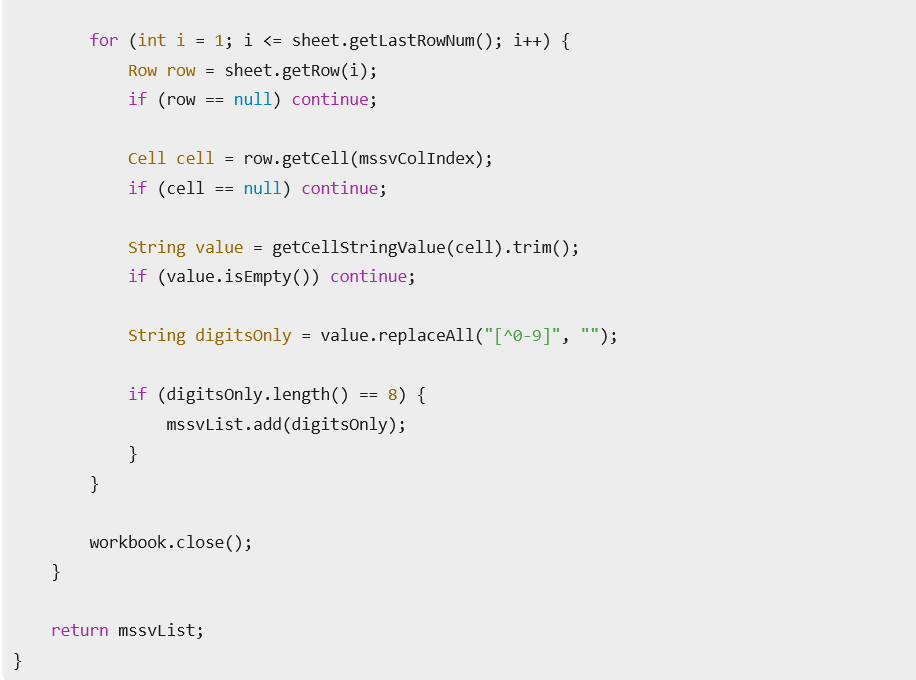 for (int i = 1; i <= sheet.getLastRowNum(); i++) {
Row row = sheet.getRow(i);
if (row == null) continue;
Cell cell = row.getCell(mssvColIndex);
if (cell == null) continue;
String value = getCellStringValue(cell).trim();
if (value.isEmpty()) continue;
String digitsOnly = value.replaceAll("[^0-9]", "");
if (digitsOnly.length() == 8) {
mssvList.add(digitsOnly);
}
}
workbook.close();
}
return mssvList;
}